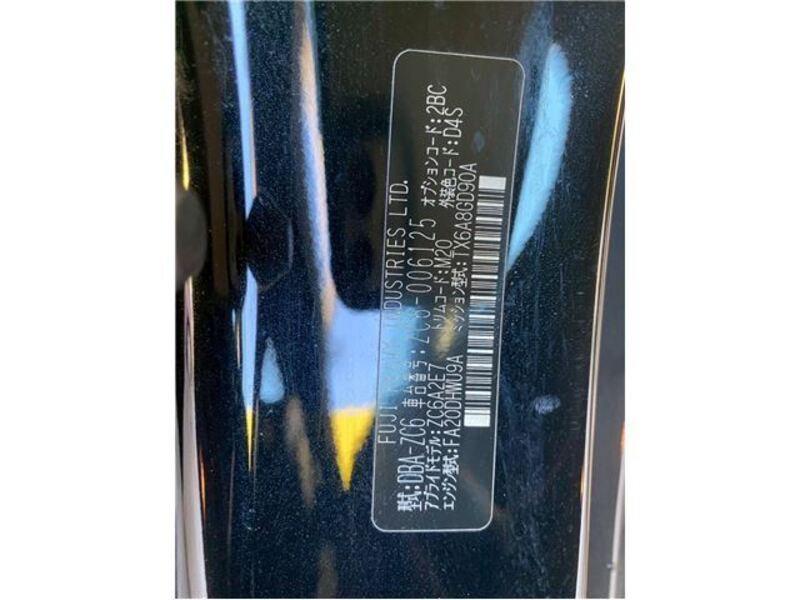 FUJI HEAVY INDUSTRIES LTD.
型式:DBA-ZC6 車台番号:ZC6-006125
アプライドモデル:ZC6A2E7 トリムコード:M20 オプションコード:2BC
エンジン型式:FA20DHWU9A ミッション型式:TX6A8GD90A 外装色コード:D4S